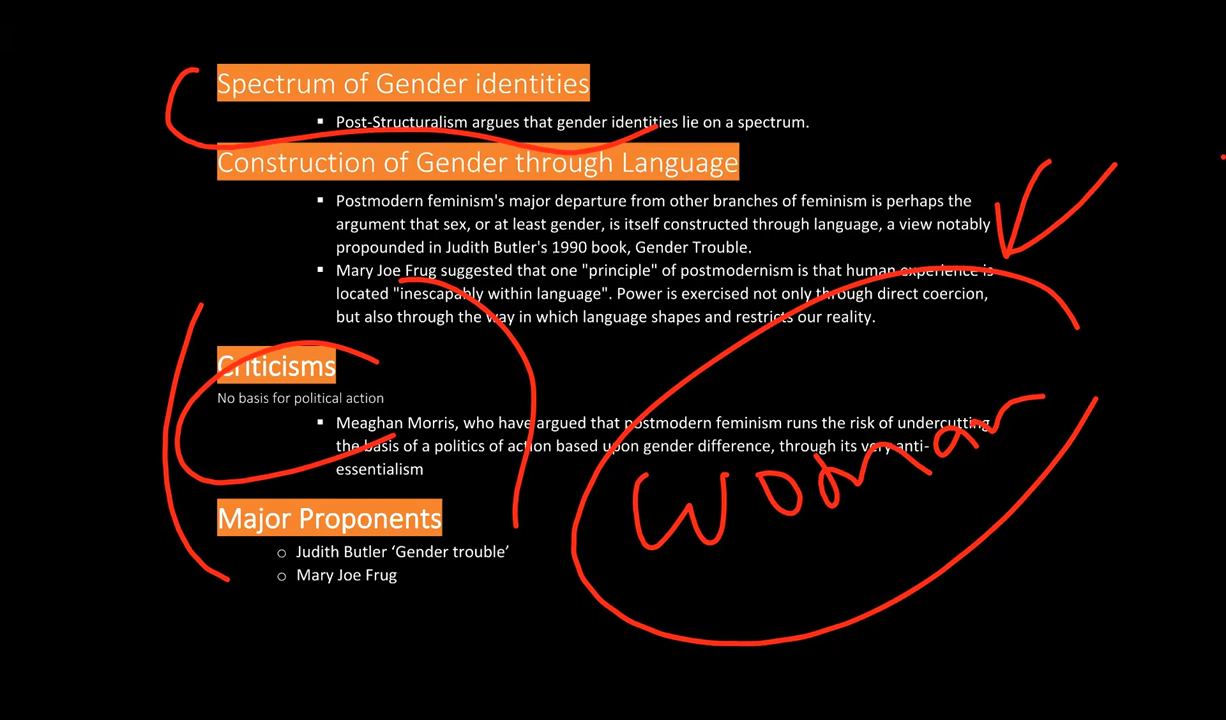 Spectrum of Gender identities
▪ Post-Structuralism argues that gender identities lie on a spectrum.
Construction of Gender through Language
▪ Postmodern feminism's major departure from other branches of feminism is perhaps the
argument that sex, or at least gender, is itself constructed through language, a view notably
propounded in Judith Butler's 1990 book, Gender Trouble.
▪ Mary Joe Frug suggested that one "principle" of postmodernism is that human experience is
located "inescapably within language". Power is exercised not only through direct coercion,
but also through the way in which language shapes and restricts our reality.
Criticisms
No basis for political action
▪ Meaghan Morris, who have argued that postmodern feminism runs the risk of undercutting
the basis of a politics of action based upon gender difference, through its very anti-
essentialism
woman
Major Proponents
o Judith Butler ‘Gender trouble’
o Mary Joe Frug